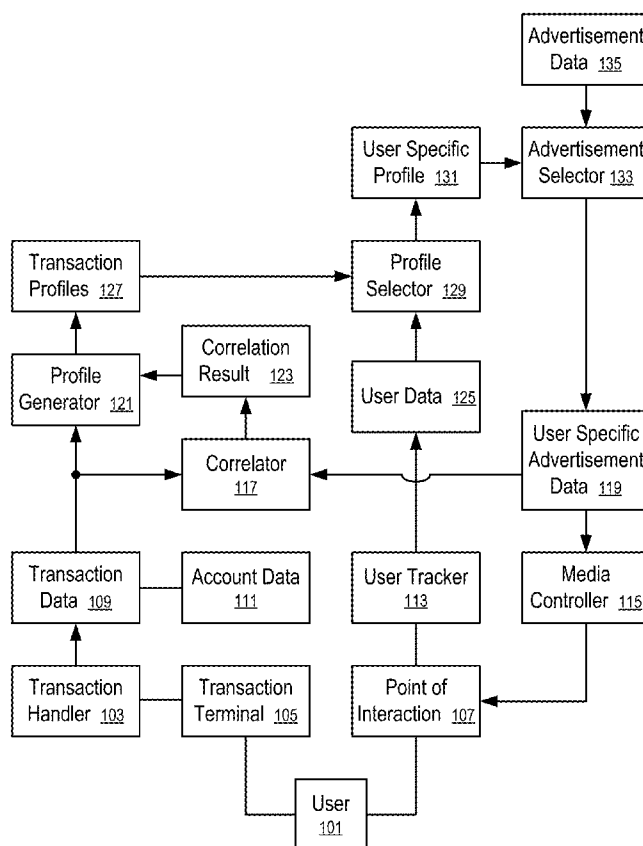 Advertisement
Data 135
User Specific
Profile 131
Advertisement
Selector 133
Transaction
Profiles 127
Profile
Selector 129
Correlation
Result 123
Profile
Generator 121
User Data 125
Correlator
117
User Specific
Advertisement
Data 119
Transaction
Data 109
Account Data
111
User Tracker
113
Media
Controller 115
Transaction
Handler 103
Transaction
Terminal 105
Point of
Interaction 107
User
101